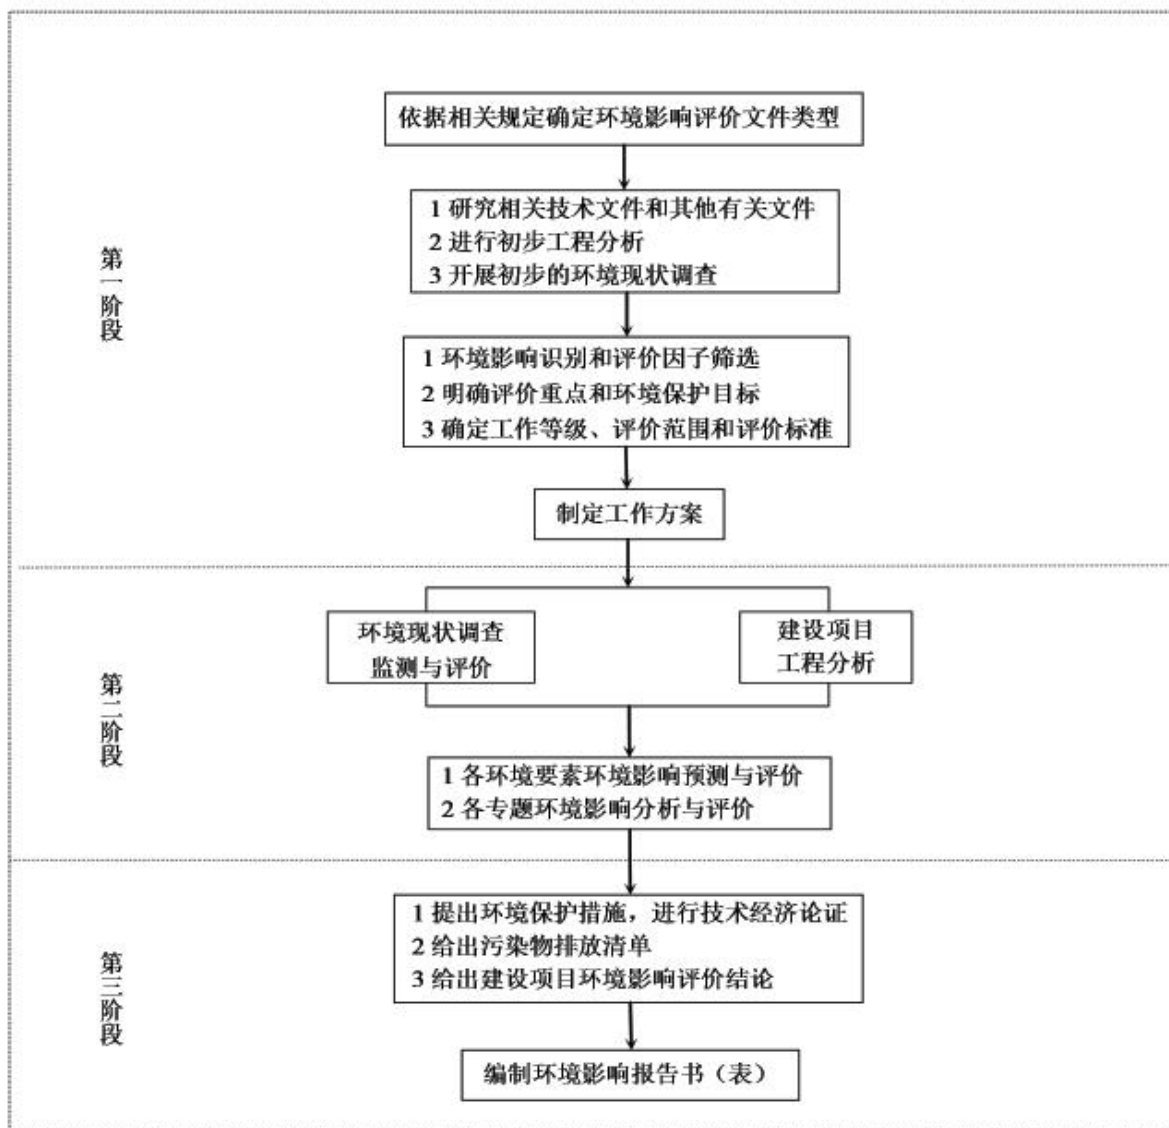 依据相关规定确定环境影响评价文件类型
1 研究相关技术文件和其他有关文件
2 进行初步工程分析
3 开展初步的环境现状调查
第一阶段
1 环境影响识别和评价因子筛选
2 明确评价重点和环境保护目标
3 确定工作等级、评价范围和评价标准
制定工作方案
环境现状调查
监测与评价
建设项目
工程分析
第二阶段
1 各环境要素环境影响预测与评价
2 各专题环境影响分析与评价
1 提出环境保护措施，进行技术经济论证
2 给出污染物排放清单
3 给出建设项目环境影响评价结论
第三阶段
编制环境影响报告书（表）